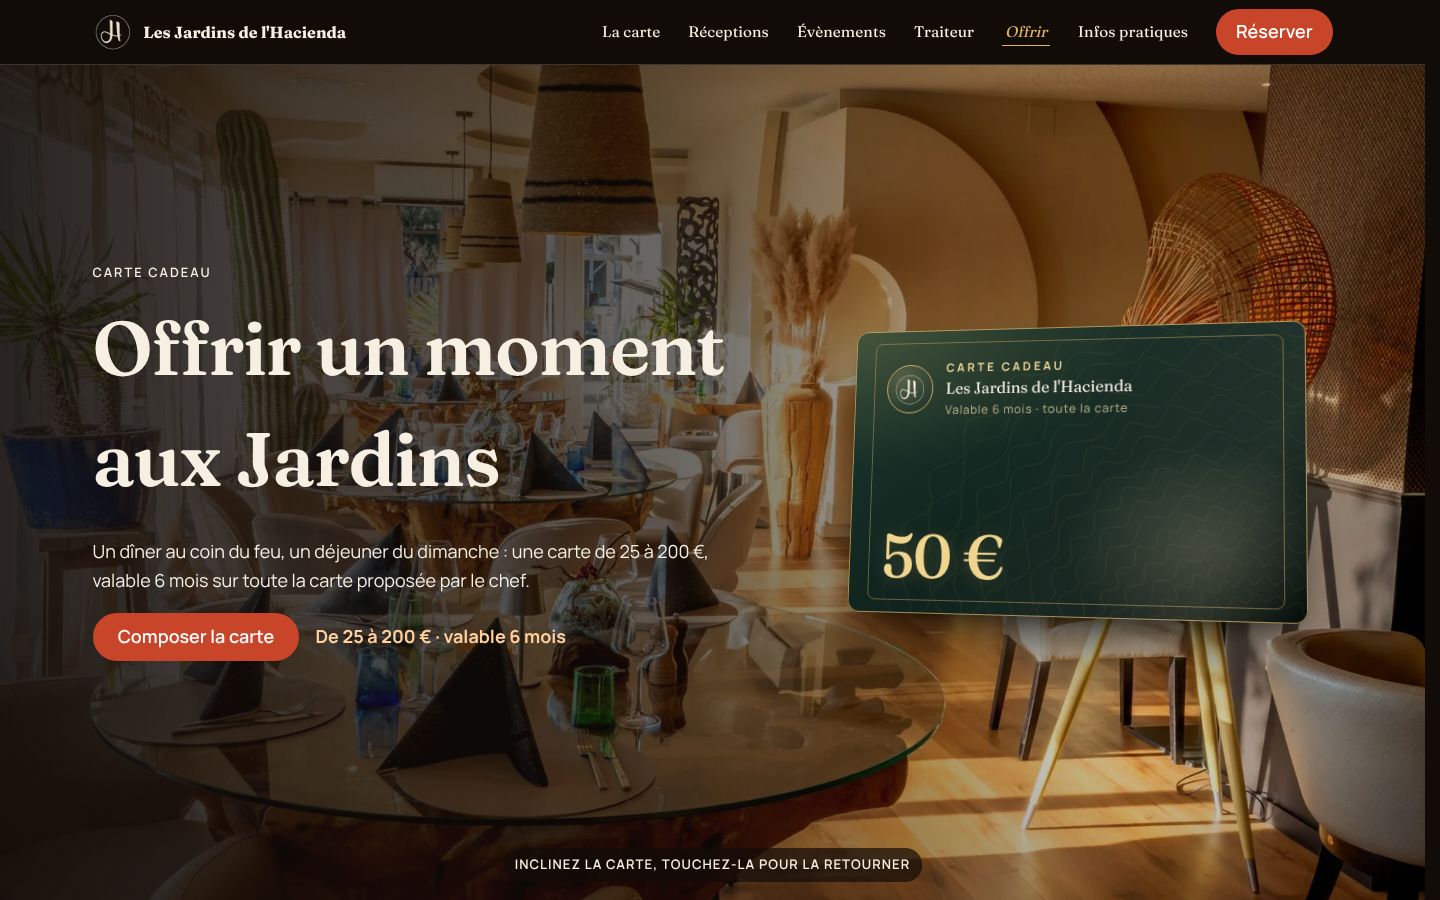 Les Jardins de l'Hacienda
La carte
Réceptions
Évènements
Traiteur
Offrir
Infos pratiques
Réserver
CARTE CADEAU
Offrir un moment
aux Jardins
Un dîner au coin du feu, un déjeuner du dimanche : une carte de 25 à 200 €,
valable 6 mois sur toute la carte proposée par le chef.
Composer la carte
De 25 à 200 € · valable 6 mois
CARTE CADEAU
Les Jardins de l'Hacienda
Valable 6 mois · toute la carte
50 €
INCLINEZ LA CARTE, TOUCHEZ-LA POUR LA RETOURNER